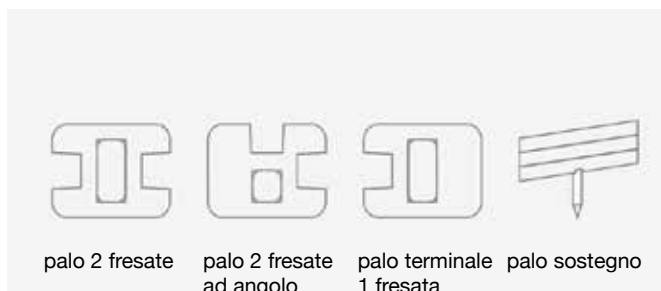 palo 2 fresate
palo 2 fresate
ad angolo
palo terminale
1 fresata
palo sostegno